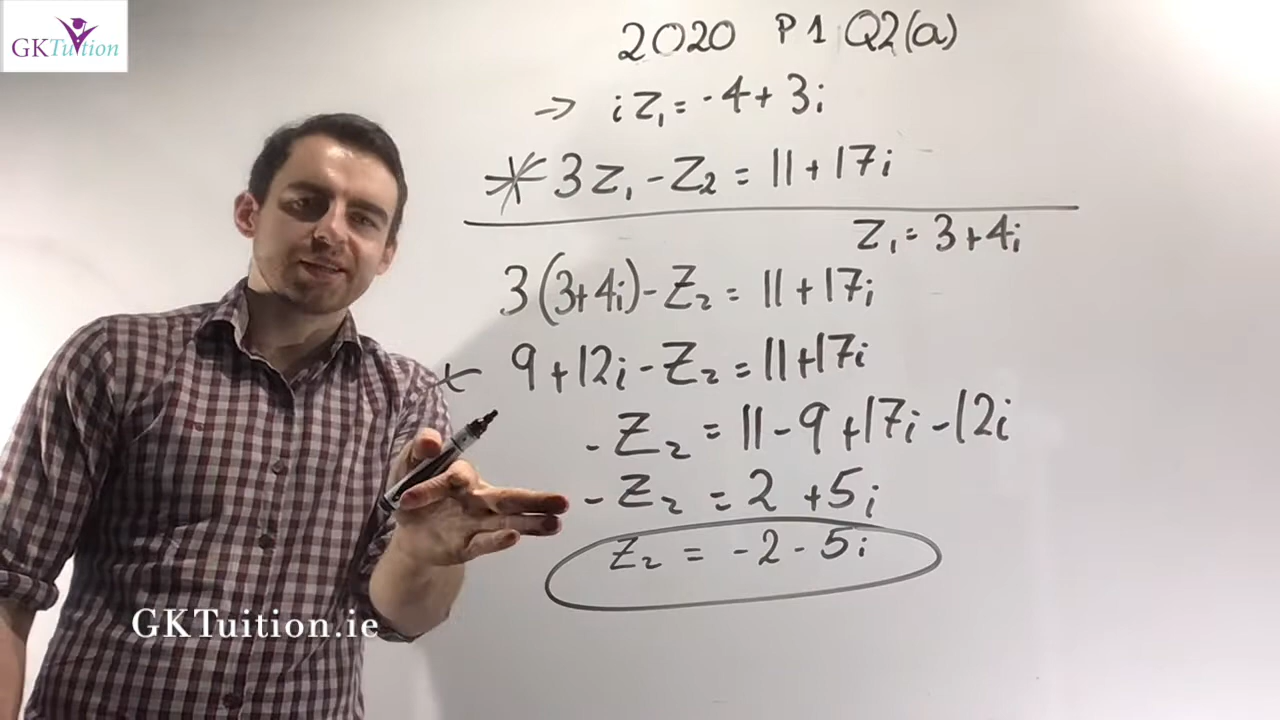 GKTuition
2020 P1 Q2(a)
→ iz₁ = -4 + 3i
* 3z₁ - z₂ = 11 + 17i
z₁ = 3 + 4i
3(3+4i) - z₂ = 11 + 17i
9 + 12i - z₂ = 11 + 17i
- z₂ = 11 - 9 + 17i - 12i
- z₂ = 2 + 5i
z₂ = -2 - 5i
GKTuition.ie